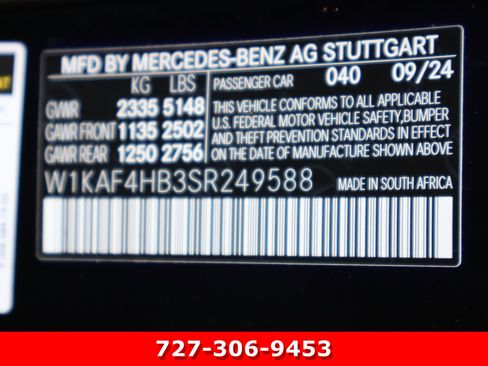 MFD BY MERCEDES-BENZ AG STUTTGART
KG LBS
GVWR 2335 5148
GAWR FRONT 1135 2502
GAWR REAR 1250 2756
PASSENGER CAR 040 09/24
THIS VEHICLE CONFORMS TO ALL APPLICABLE
U.S. FEDERAL MOTOR VEHICLE SAFETY, BUMPER
AND THEFT PREVENTION STANDARDS IN EFFECT
ON THE DATE OF MANUFACTURE SHOWN ABOVE
W1KAF4HB3SR249588 MADE IN SOUTH AFRICA
727-306-9453